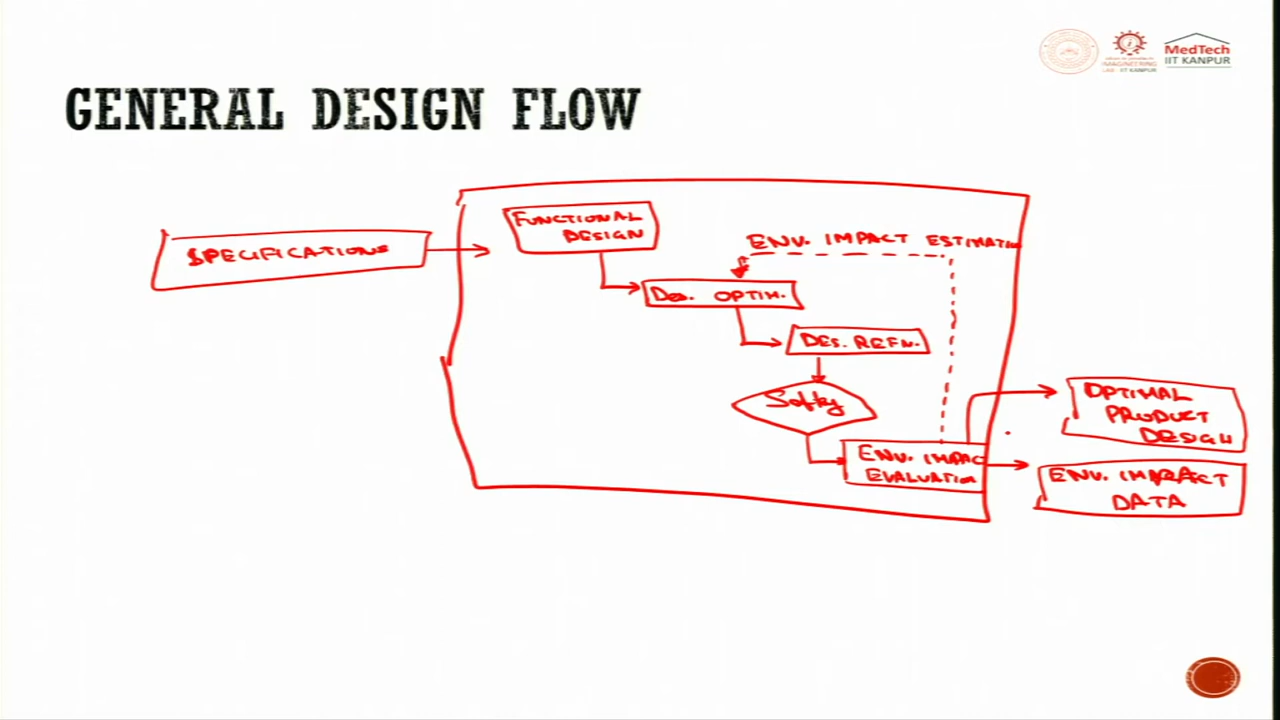 MedTech
IIT KANPUR
GENERAL DESIGN FLOW
SPECIFICATIONS
FUNCTIONAL
DESIGN
ENV. IMPACT ESTIMATION
DES. OPTIM.
DES. REFN.
Safty
ENV. IMPACT
EVALUATION
OPTIMAL
PRODUCT
DESIGN
ENV. IMPACT
DATA